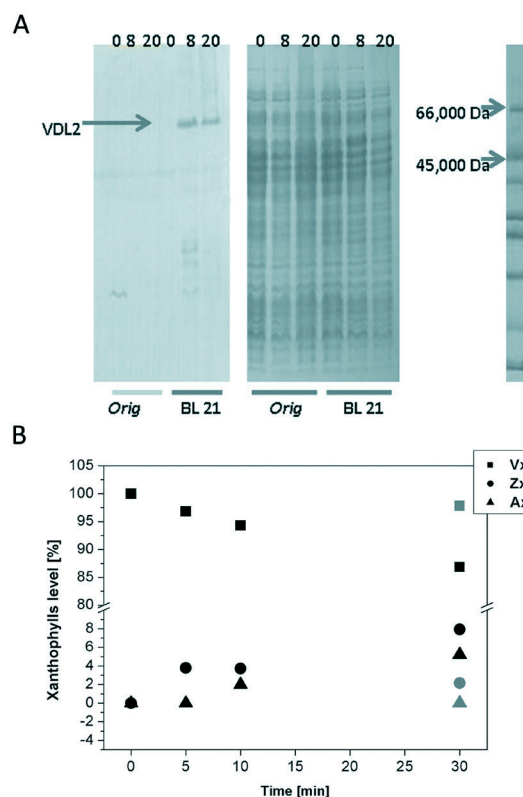 A
0 8 20 0 8 20 0 8 20 0 8 20
VDL2
66,000 Da
45,000 Da
Orig BL 21 Orig BL 21
B
105
100
95
90
85
80
8
6
4
2
0
-2
-4
Xanthophylls level [%]
0 5 10 15 20 25 30
Time [min]
Vx
Zx
Ax